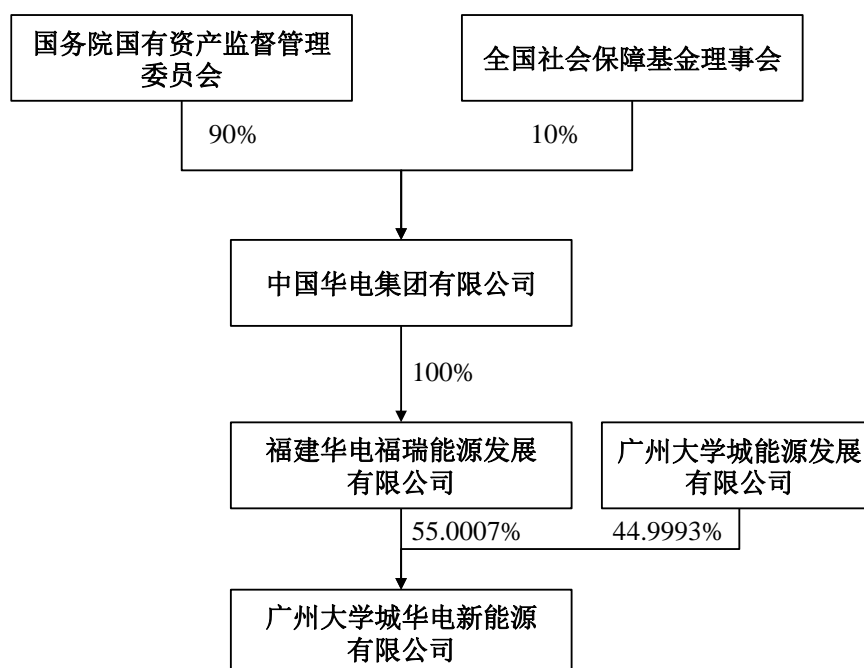 国务院国有资产监督管理
委员会
全国社会保障基金理事会
90%
10%
中国华电集团有限公司
100%
福建华电福瑞能源发展
有限公司
广州大学城能源发展
有限公司
55.0007%
44.9993%
广州大学城华电新能源
有限公司